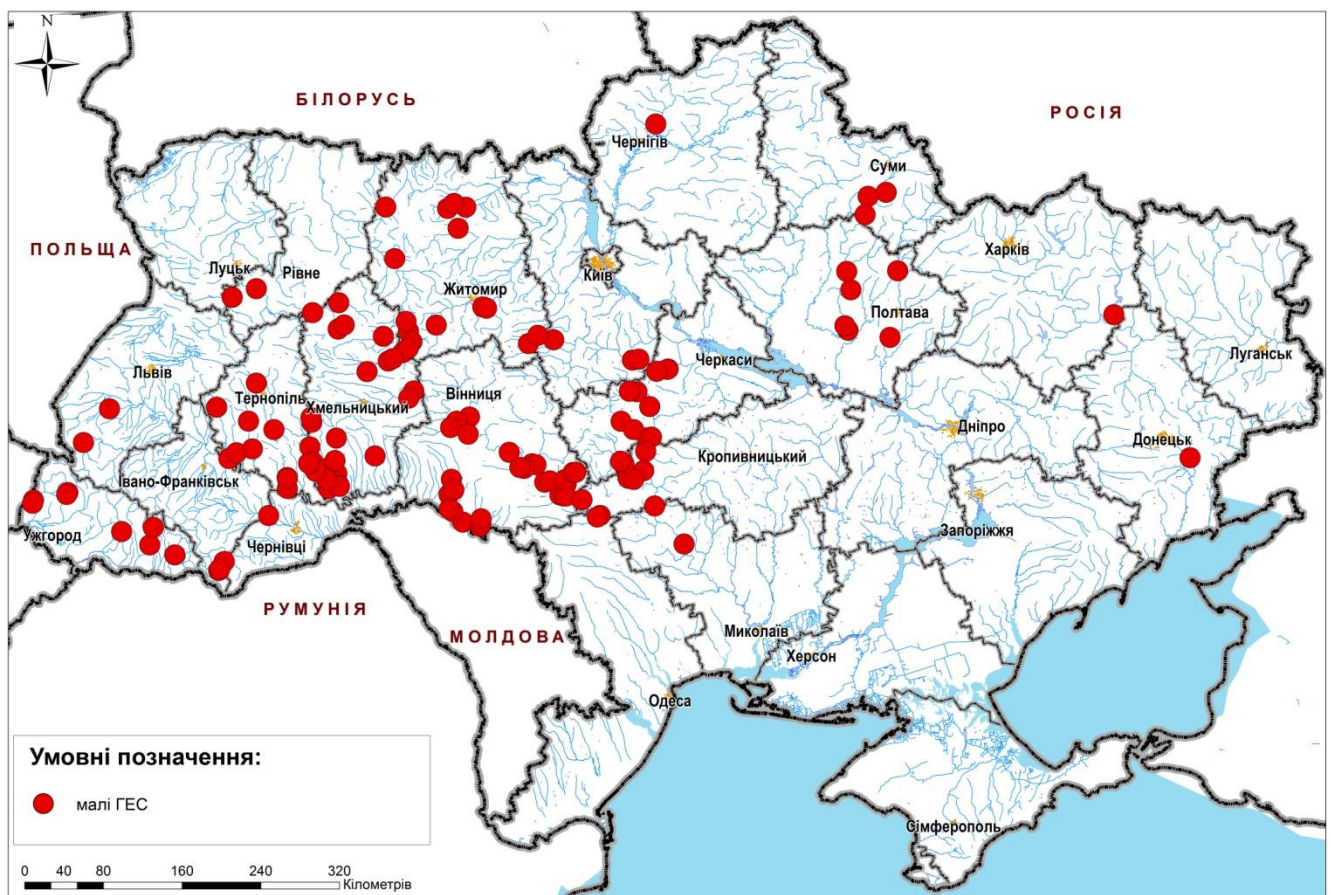 N
БІЛОРУСЬ
РОСІЯ
Чернігів
Суми
ПОЛЬЩА
Луцьк
Рівне
Київ
Харків
Житомир
Полтава
Луганськ
Львів
Черкаси
Тернопіль
Хмельницький
Вінниця
Дніпро
Донецьк
Кропивницький
Івано-Франківськ
Ужгород
Чернівці
Запоріжжя
РУМУНІЯ
МОЛДОВА
Миколаїв
Херсон
Одеса
Умовні позначення:
малі ГЕС
Сімферополь
0 40 80 160 240 320
Кілометрів